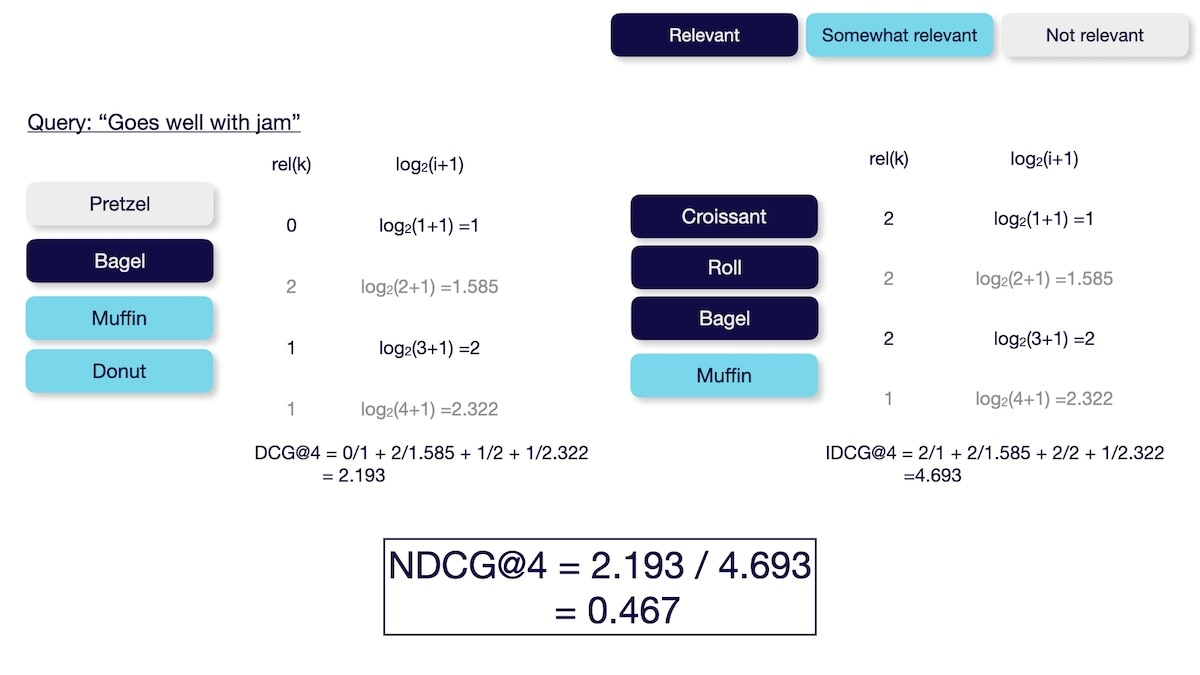 Relevant Somewhat relevant Not relevant
Query: “Goes well with jam”
rel(k) log₂(i+1)
Pretzel
0 log₂(1+1) =1
Bagel
2 log₂(2+1) =1.585
Muffin
1 log₂(3+1) =2
Donut
1 log₂(4+1) =2.322
DCG@4 = 0/1 + 2/1.585 + 1/2 + 1/2.322
= 2.193
rel(k) log₂(i+1)
Croissant
2 log₂(1+1) =1
Roll
2 log₂(2+1) =1.585
Bagel
2 log₂(3+1) =2
Muffin
1 log₂(4+1) =2.322
IDCG@4 = 2/1 + 2/1.585 + 2/2 + 1/2.322
=4.693
NDCG@4 = 2.193 / 4.693
= 0.467